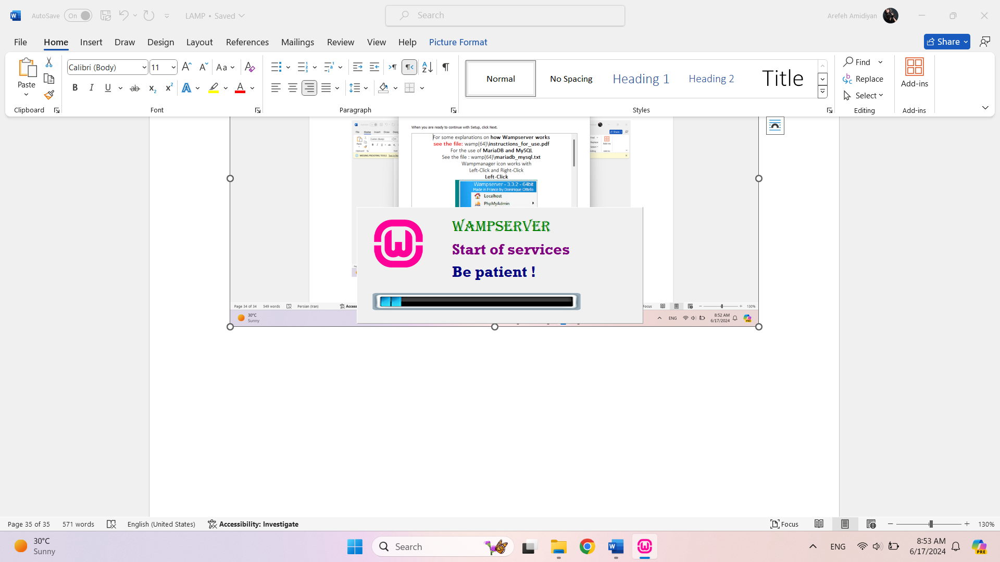 AutoSave On LAMP • Saved Search Arefeh Amidiyan
File Home Insert Draw Design Layout References Mailings Review View Help Picture Format Share
Paste Calibri (Body) 11 Aa
B I U ab x₂ x² A A
Normal No Spacing Heading 1 Heading 2 Title
Find
Replace
Select
Add-ins
Clipboard Font Paragraph Styles Editing Add-ins
When you are ready to continue with Setup, click Next.
For some explanations on how Wampserver works
see the file: wamp(64)\instructions_for_use.pdf
For the use of MariaDB and MySQL
See the file : wamp(64)\mariadb_mysql.txt
Wampmanager icon works with
Left-Click and Right-Click
Left-Click
Wampserver - 3.3.2 - 64bit
Made in France by Dominique Ottello
Localhost
PhpMyAdmin
WAMPSERVER
Start of services
Be patient !
Page 34 of 34 549 words Persian (Iran) Focus 130%
30°C
Sunny
ENG 8:52 AM
6/17/2024
Page 35 of 35 571 words English (United States) Accessibility: Investigate Focus 130%
30°C
Sunny
Search
ENG
8:53 AM
6/17/2024
PRE